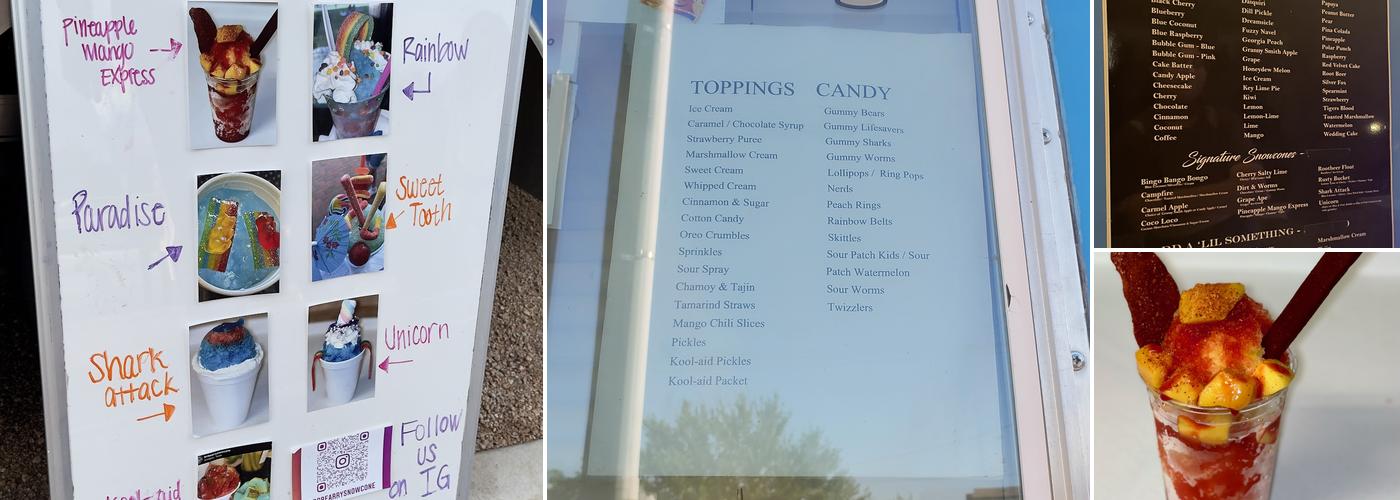 Pineapple
Mango
Express
Rainbow
Paradise
Sweet
Tooth
Shark
attack
Unicorn
Follow
us
on IG
Kool-aid
TOPPINGS
Ice Cream
Caramel / Chocolate Syrup
Strawberry Puree
Marshmallow Cream
Sweet Cream
Whipped Cream
Cinnamon & Sugar
Cotton Candy
Oreo Crumbles
Sprinkles
Sour Spray
Chamoy & Tajin
Tamarind Straws
Mango Chili Slices
Pickles
Kool-aid Pickles
Kool-aid Packet
CANDY
Gummy Bears
Gummy Lifesavers
Gummy Sharks
Gummy Worms
Lollipops / Ring Pops
Nerds
Peach Rings
Rainbow Belts
Skittles
Sour Patch Kids / Sour
Patch Watermelon
Sour Worms
Twizzlers
Black Cherry
Blueberry
Blue Coconut
Blue Raspberry
Bubble Gum - Blue
Bubble Gum - Pink
Cake Batter
Candy Apple
Cheesecake
Cherry
Chocolate
Cinnamon
Coconut
Coffee
Daiquiri
Dill Pickle
Dreamsicle
Fuzzy Navel
Georgia Peach
Granny Smith Apple
Grape
Honeydew Melon
Ice Cream
Key Lime Pie
Kiwi
Lemon
Lemon-Lime
Lime
Mango
Papaya
Peanut Butter
Pear
Pina Colada
Pineapple
Polar Punch
Raspberry
Red Velvet Cake
Root Beer
Silver Fox
Spearmint
Strawberry
Tigers Blood
Toasted Marshmallow
Watermelon
Wedding Cake
Signature Snowcones
Bingo Bango Bongo
Campfire
Carmel Apple
Coco Loco
Cherry Salty Lime
Dirt & Worms
Grape Ape
Pineapple Mango Express
Rootbeer Float
Rusty Bucket
Shark Attack
Unicorn
A 'LIL SOMETHING -
Marshmallow Cream